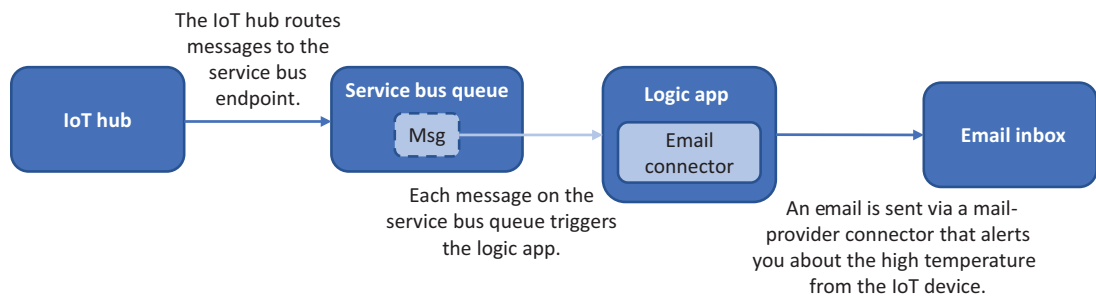 The IoT hub routes
messages to the
service bus
endpoint.
IoT hub
Service bus queue
Msg
Each message on the
service bus queue triggers
the logic app.
Logic app
Email
connector
Email inbox
An email is sent via a mail-
provider connector that alerts
you about the high temperature
from the IoT device.